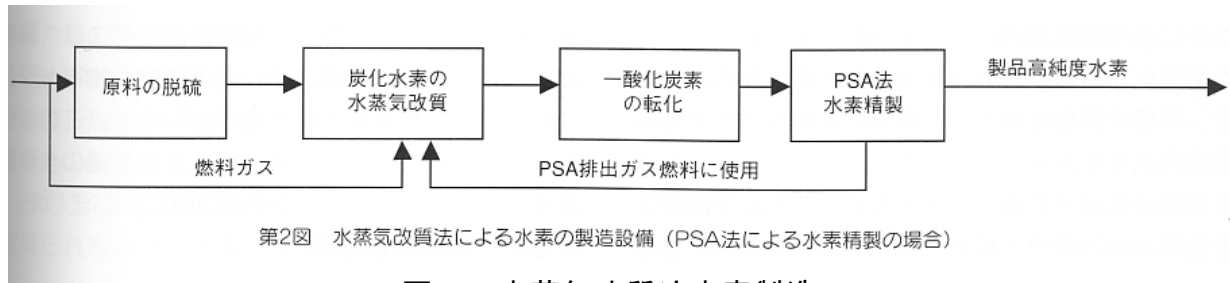 原料の脱硫
炭化水素の
水蒸気改質
一酸化炭素
の転化
PSA法
水素精製
製品高純度水素
燃料ガス
PSA排出ガス燃料に使用
第2図　水蒸気改質法による水素の製造設備（PSA法による水素精製の場合）